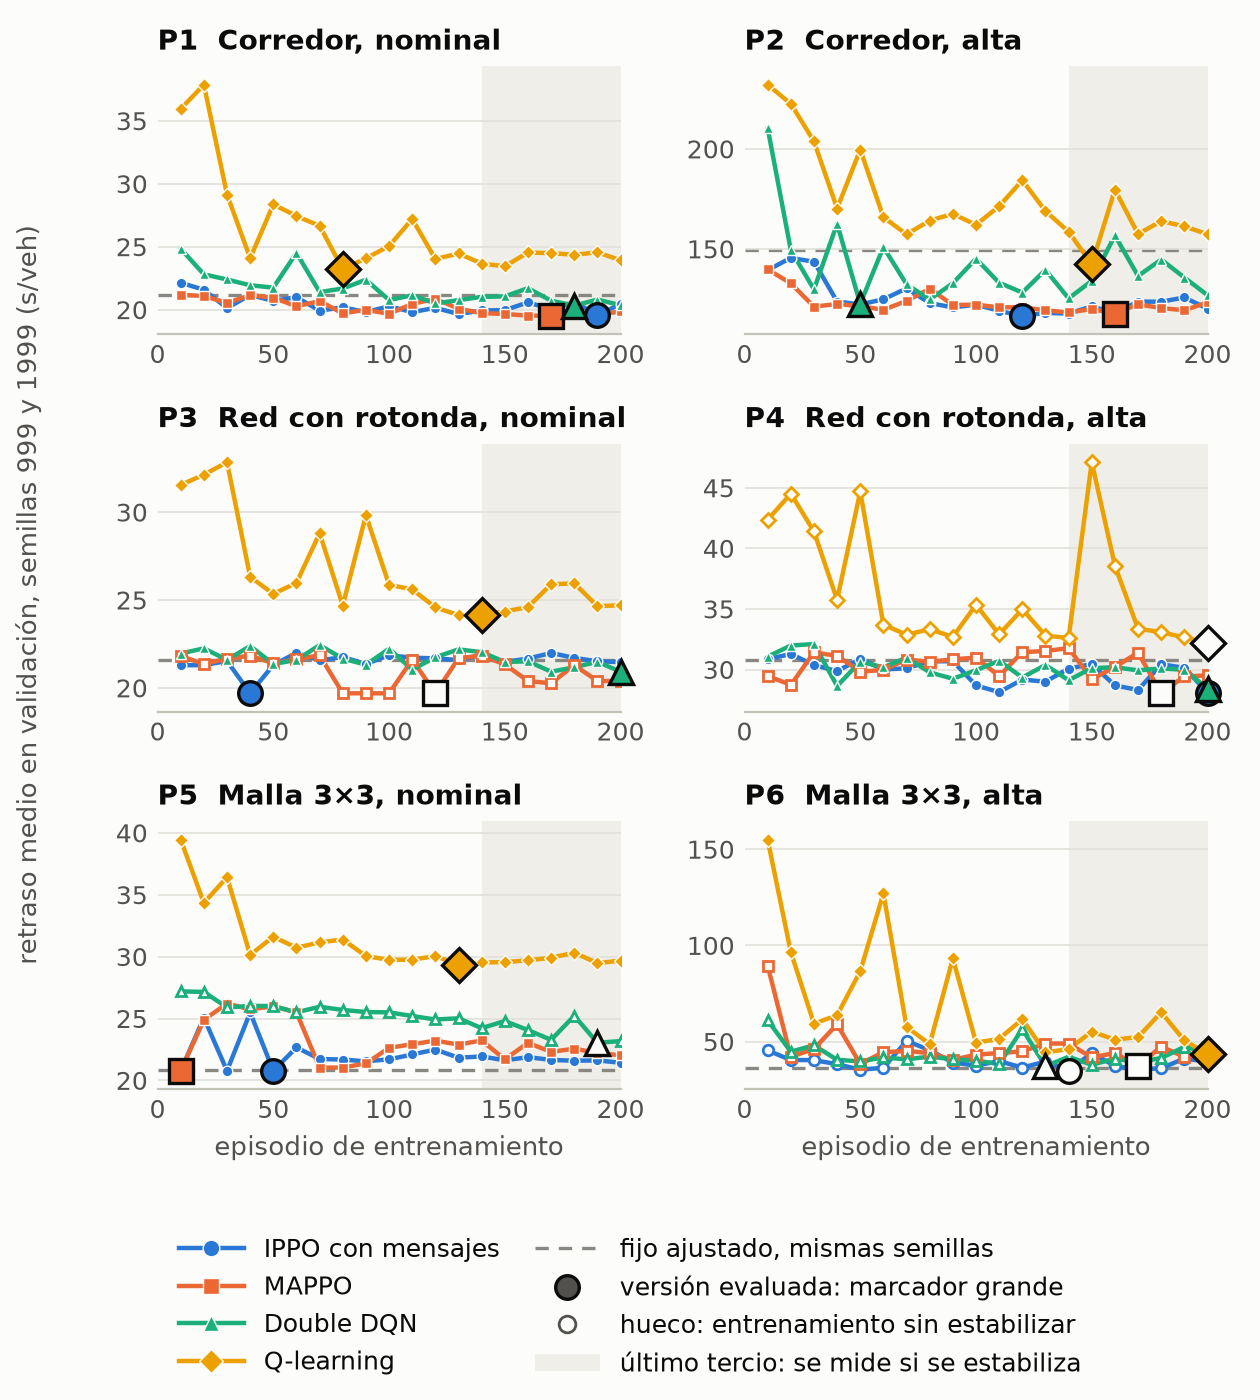 P1 Corredor, nominal
35
30
25
20
0 50 100 150 200
P2 Corredor, alta
200
150
0 50 100 150 200
P3 Red con rotonda, nominal
30
25
20
0 50 100 150 200
P4 Red con rotonda, alta
45
40
35
30
0 50 100 150 200
P5 Malla 3×3, nominal
40
35
30
25
20
0 50 100 150 200
episodio de entrenamiento
P6 Malla 3×3, alta
150
100
50
0 50 100 150 200
episodio de entrenamiento
retraso medio en validación, semillas 999 y 1999 (s/veh)
IPPO con mensajes
MAPPO
Double DQN
Q-learning
fijo ajustado, mismas semillas
versión evaluada: marcador grande
hueco: entrenamiento sin estabilizar
último tercio: se mide si se estabiliza